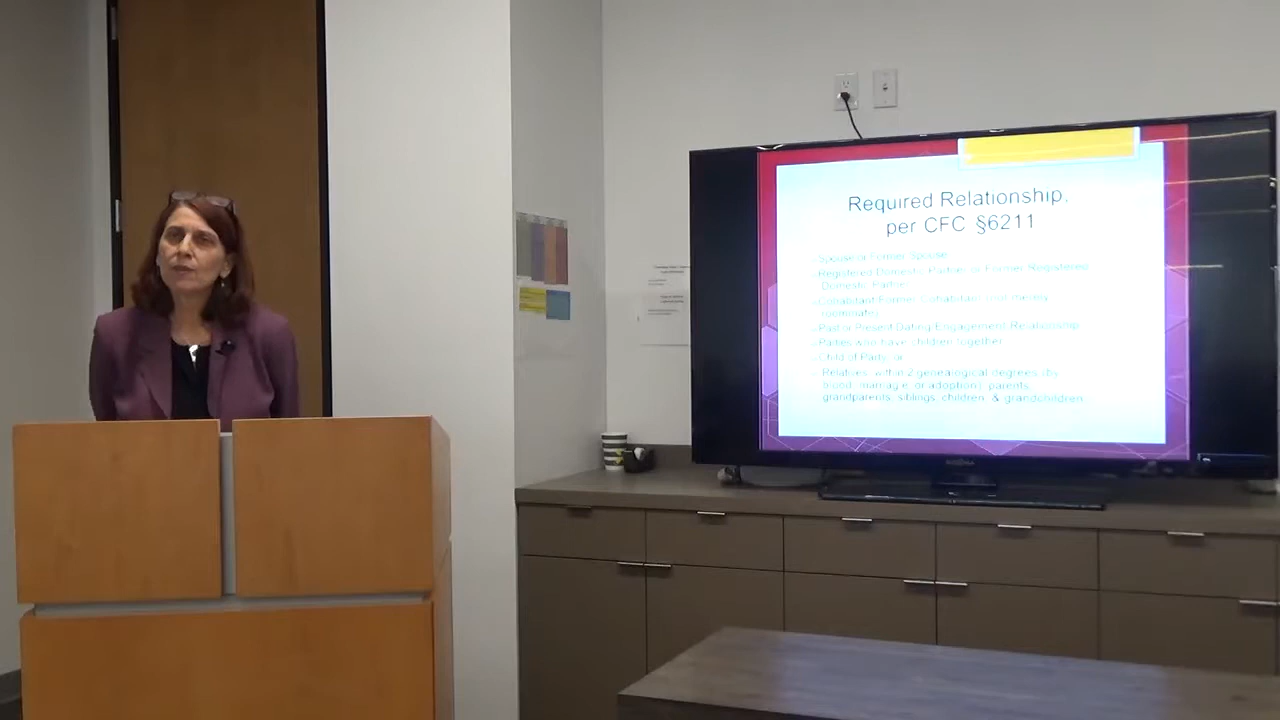 Required Relationship,
per CFC §6211
Spouse or Former Spouse
Registered Domestic Partner, or Former Registered
Domestic Partner
Cohabitant Former Cohabitant (not merely
roommate)
Past or Present Dating/Engagement Relationship
Parties who have children together
Child of Party, or
Relatives, within 2 genealogical degrees (by
blood, marriage, or adoption): parents,
grandparents, siblings, children, & grandchildren